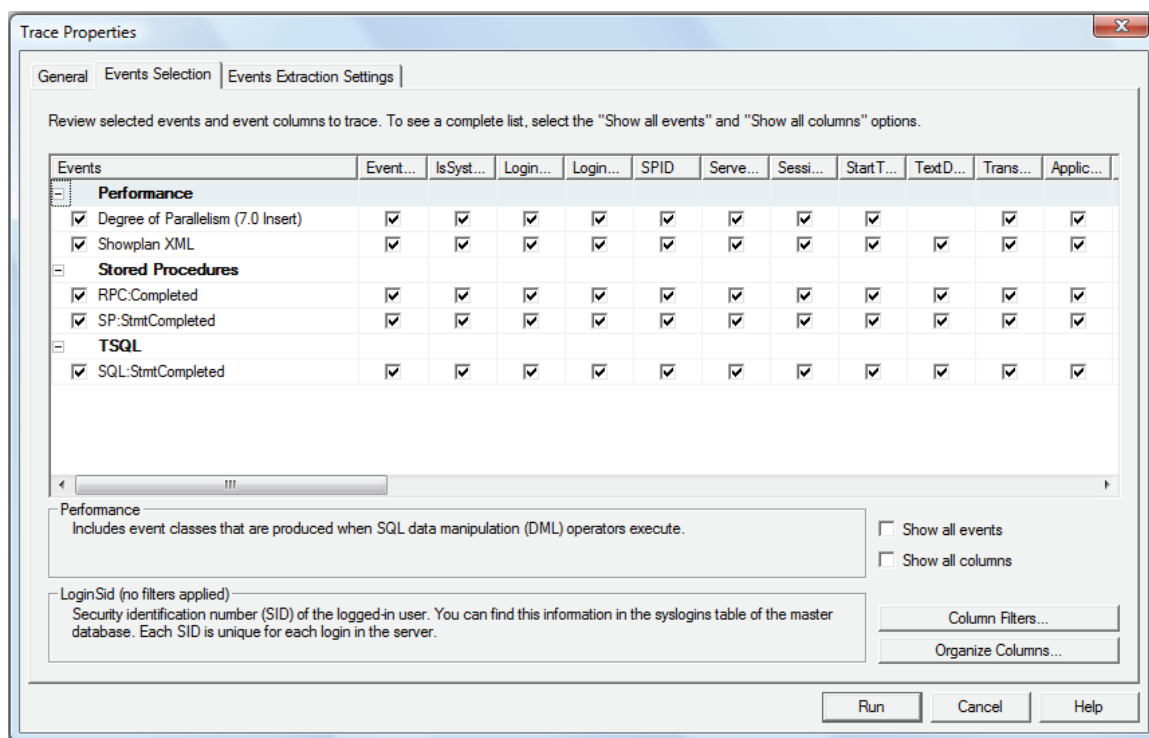 Trace Properties
General Events Selection Events Extraction Settings
Review selected events and event columns to trace. To see a complete list, select the "Show all events" and "Show all columns" options.
Events Event... IsSyst... Login... Login... SPID Serve... Sessi... StartT... TextD... Trans... Applic...
Performance
Degree of Parallelism (7.0 Insert)
Showplan XML
Stored Procedures
RPC:Completed
SP:StmtCompleted
TSQL
SQL:StmtCompleted
Performance
Includes event classes that are produced when SQL data manipulation (DML) operators execute.
Show all events
Show all columns
LoginSid (no filters applied)
Security identification number (SID) of the logged-in user. You can find this information in the syslogins table of the master
database. Each SID is unique for each login in the server.
Column Filters...
Organize Columns...
Run Cancel Help